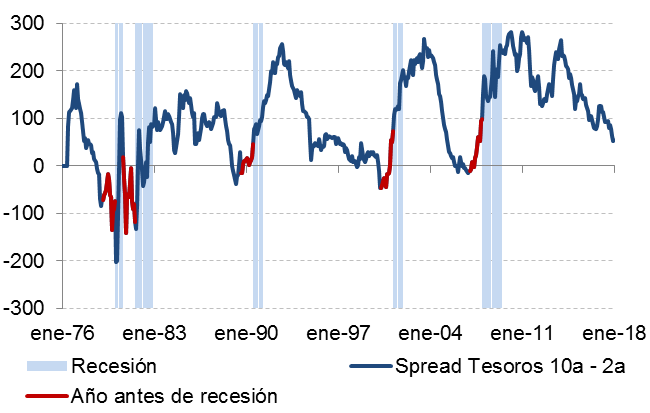 300
200
100
0
-100
-200
-300
ene-76 ene-83 ene-90 ene-97 ene-04 ene-11 ene-18
Recesión Spread Tesoros 10a - 2a
Año antes de recesión